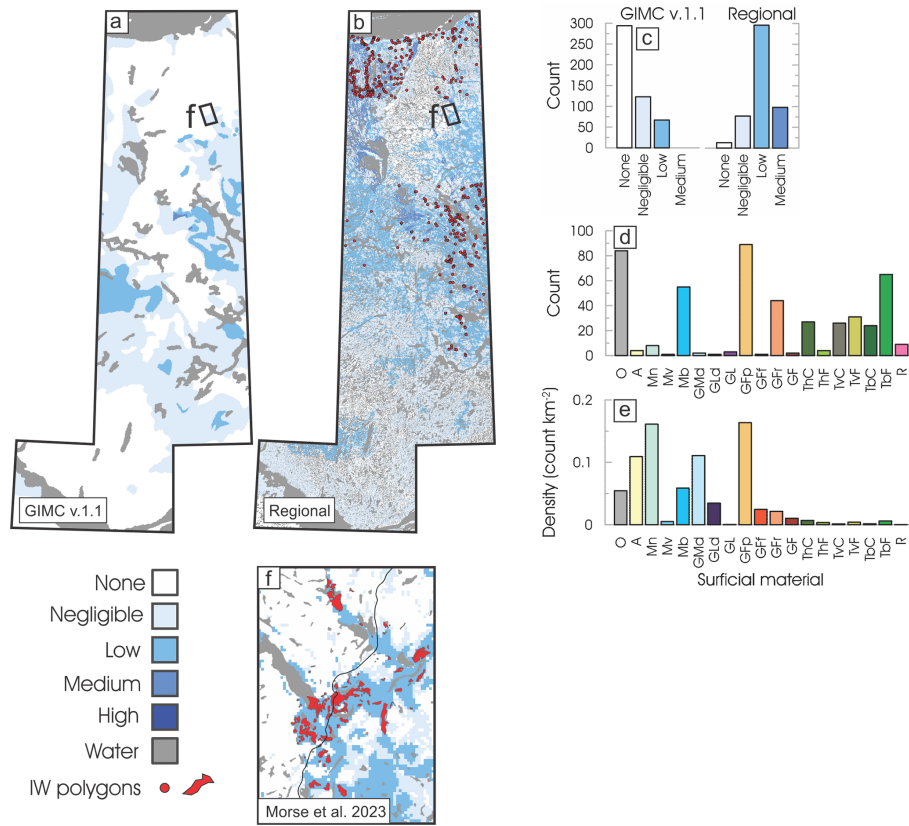 a
f
GIMC v.1.1
b
f
Regional
GIMC v.1.1 Regional
c
Count
300
250
200
150
100
50
0
None
Negligible
Low
Medium
None
Negligible
Low
Medium
d
Count
100
80
60
40
20
0
O A Mn Mv Mb GMd GLd GL GFp GFf GFr GF ThC ThF TvC TvF TbC TbF R
e
Density (count km⁻²)
0.2
0.1
0
O A Mn Mv Mb GMd GLd GL GFp GFf GFr GF ThC ThF TvC TvF TbC TbF R
Surficial material
None
Negligible
Low
Medium
High
Water
IW polygons
f
Morse et al. 2023